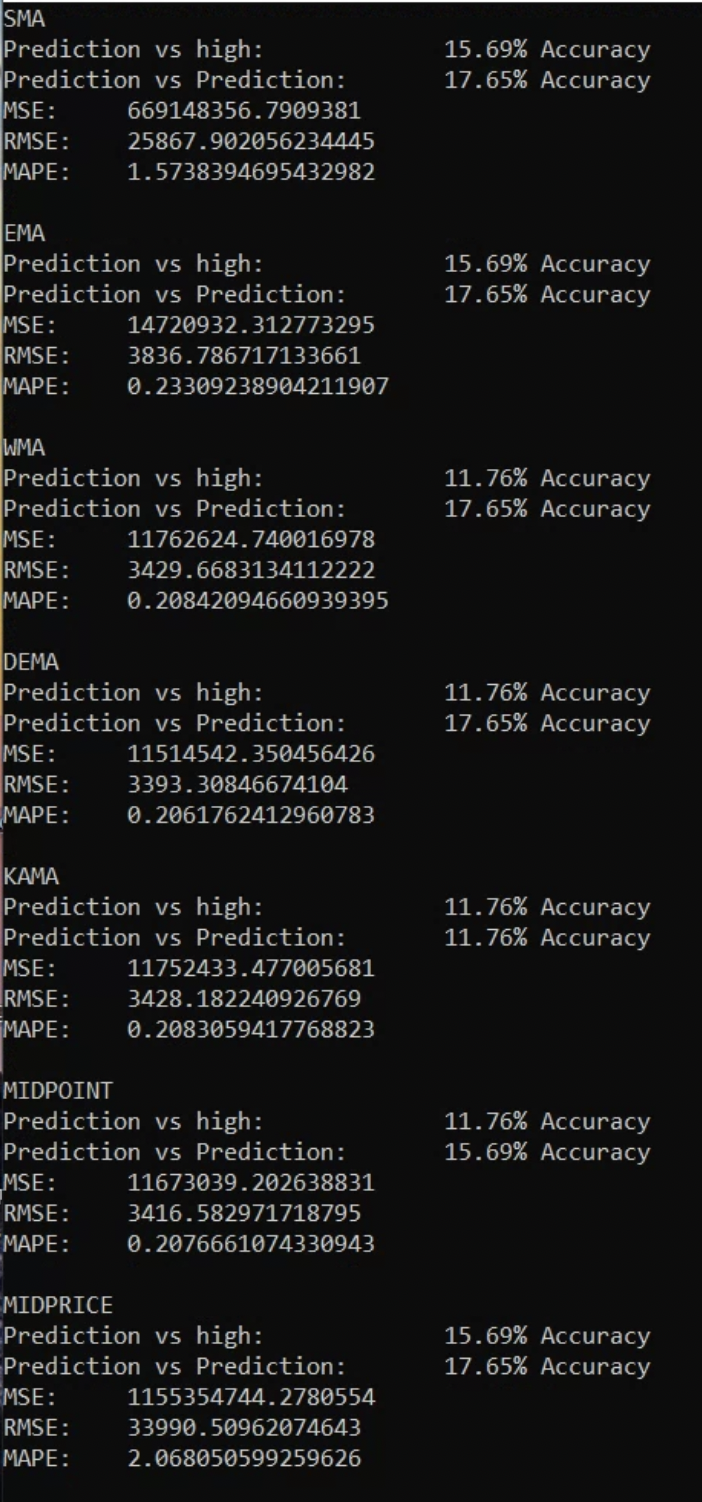 SMA
Prediction vs high: 15.69% Accuracy
Prediction vs Prediction: 17.65% Accuracy
MSE: 669148356.7909381
RMSE: 25867.902056234445
MAPE: 1.5738394695432982
EMA
Prediction vs high: 15.69% Accuracy
Prediction vs Prediction: 17.65% Accuracy
MSE: 14720932.312773295
RMSE: 3836.786717133661
MAPE: 0.23309238904211907
WMA
Prediction vs high: 11.76% Accuracy
Prediction vs Prediction: 17.65% Accuracy
MSE: 11762624.740016978
RMSE: 3429.6683134112222
MAPE: 0.20842094660939395
DEMA
Prediction vs high: 11.76% Accuracy
Prediction vs Prediction: 17.65% Accuracy
MSE: 11514542.350456426
RMSE: 3393.30846674104
MAPE: 0.2061762412960783
KAMA
Prediction vs high: 11.76% Accuracy
Prediction vs Prediction: 11.76% Accuracy
MSE: 11752433.477005681
RMSE: 3428.182240926769
MAPE: 0.2083059417768823
MIDPOINT
Prediction vs high: 11.76% Accuracy
Prediction vs Prediction: 15.69% Accuracy
MSE: 11673039.202638831
RMSE: 3416.582971718795
MAPE: 0.2076661074330943
MIDPRICE
Prediction vs high: 15.69% Accuracy
Prediction vs Prediction: 17.65% Accuracy
MSE: 1155354744.2780554
RMSE: 33990.50962074643
MAPE: 2.068050599259626